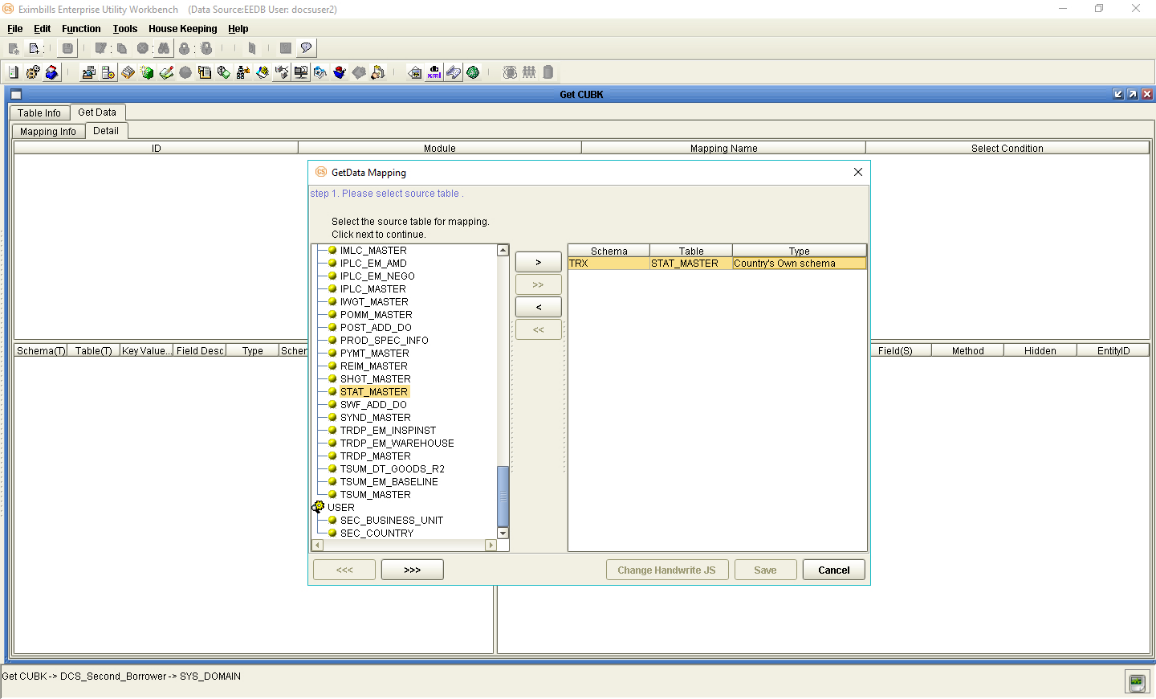 Eximbills Enterprise Utility Workbench (Data Source:EEDB User: docsuser2)
File Edit Function Tools House Keeping Help
Get CUBK
Table Info Get Data
Mapping Info Detail
ID Module Mapping Name Select Condition
GetData Mapping
step 1. Please select source table .
Select the source table for mapping.
Click next to continue.
IMLC_MASTER
IPLC_EM_AMD
IPLC_EM_NEGO
IPLC_MASTER
IWGT_MASTER
POMM_MASTER
POST_ADD_DO
PROD_SPEC_INFO
PYMT_MASTER
REIM_MASTER
SHGT_MASTER
STAT_MASTER
SWF_ADD_DO
SYND_MASTER
TRDP_EM_INSPINST
TRDP_EM_WAREHOUSE
TRDP_MASTER
TSUM_DT_GOODS_R2
TSUM_EM_BASELINE
TSUM_MASTER
USER
SEC_BUSINESS_UNIT
SEC_COUNTRY
>
>>
<
<<
Schema Table Type
TRX STAT_MASTER Country's Own schema
<<< >>> Change Handwrite JS Save Cancel
Schema(T) Table(T) Key Value... Field Desc Type Scher Field(S) Method Hidden EntityID
Get CUBK -> DCS_Second_Borrower -> SYS_DOMAIN